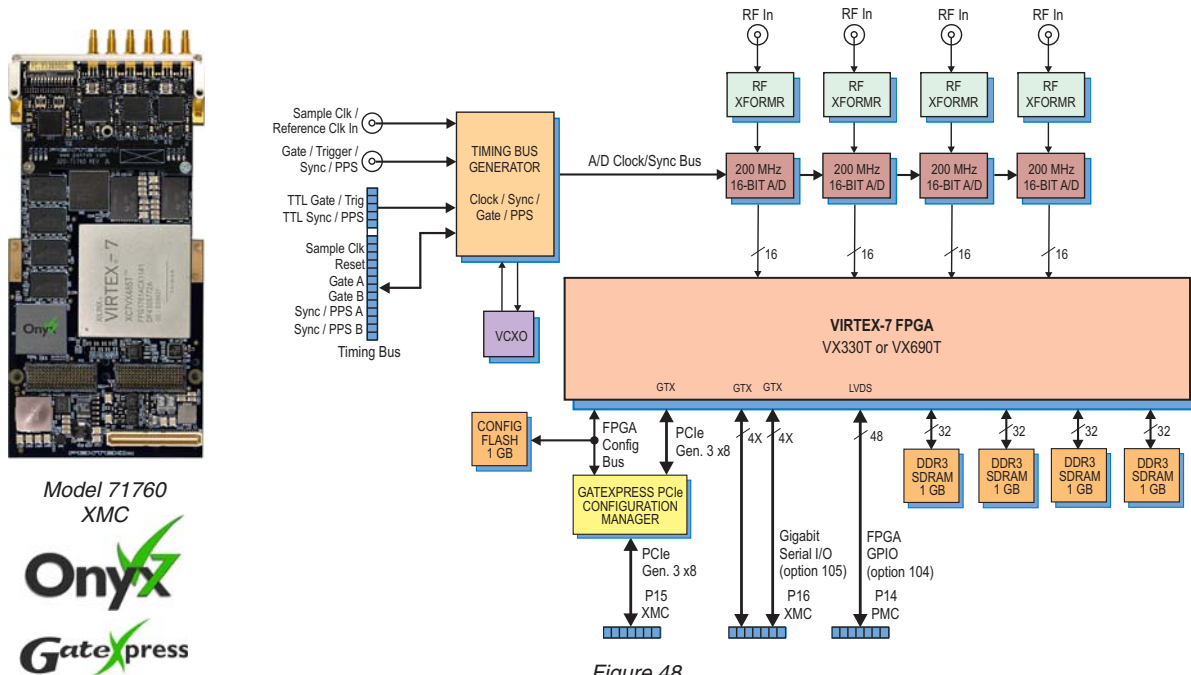 RF In
RF In
RF In
RF In
RF
XFORMR
RF
XFORMR
RF
XFORMR
RF
XFORMR
Sample Clk /
Reference Clk In
Gate / Trigger /
Sync / PPS
TIMING BUS
GENERATOR
Clock / Sync /
Gate / PPS
A/D Clock/Sync Bus
200 MHz
16-BIT A/D
200 MHz
16-BIT A/D
200 MHz
16-BIT A/D
200 MHz
16-BIT A/D
TTL Gate / Trig
TTL Sync / PPS
Sample Clk
Reset
Gate A
Gate B
Sync / PPS A
Sync / PPS B
Timing Bus
VCXO
16
16
16
16
VIRTEX-7 FPGA
VX330T or VX690T
GTX
GTX
GTX
LVDS
CONFIG
FLASH
1 GB
FPGA
Config
Bus
PCIe
Gen. 3 x8
4X
4X
48
32
32
32
32
DDR3
SDRAM
1 GB
DDR3
SDRAM
1 GB
DDR3
SDRAM
1 GB
DDR3
SDRAM
1 GB
GATEXPRESS PCIe
CONFIGURATION
MANAGER
PCIe
Gen. 3 x8
Gigabit
Serial I/O
(option 105)
FPGA
GPIO
(option 104)
P15
XMC
P16
XMC
P14
PMC
VIRTEX-7
Onyx
Model 71760
XMC
Onyx7
GateXpress
Figure 48